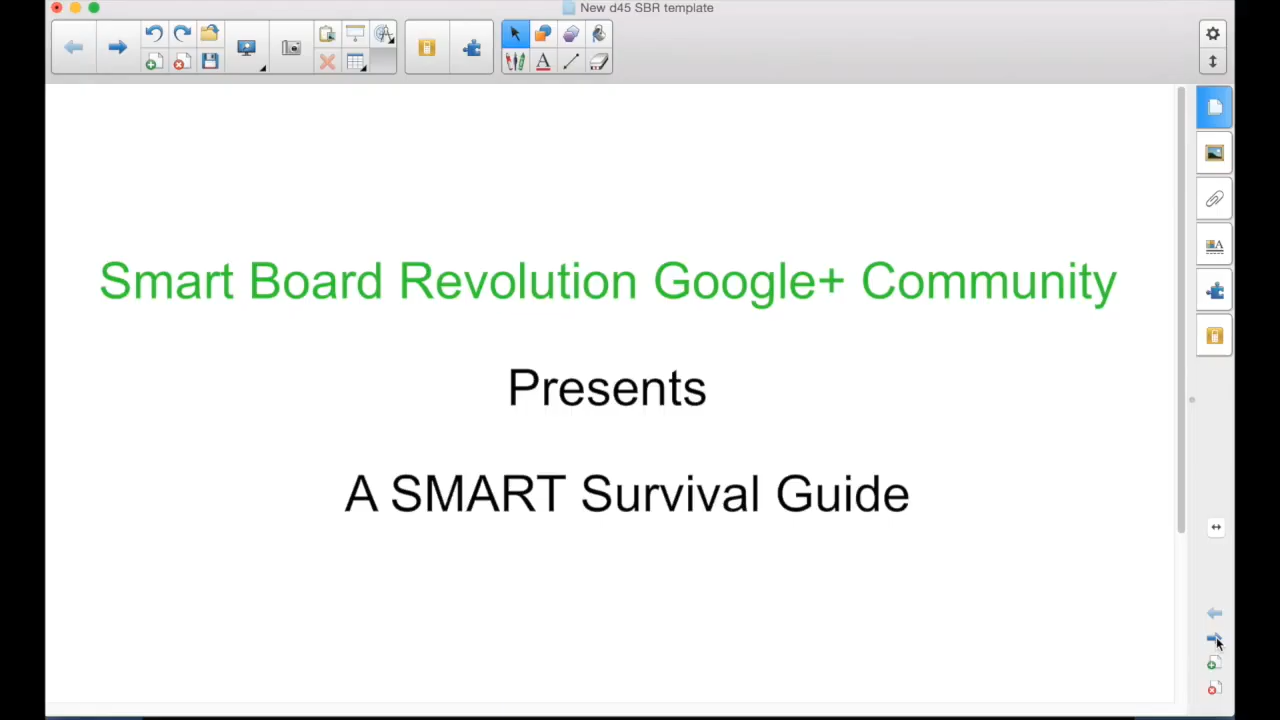 New d45 SBR template
Smart Board Revolution Google+ Community
Presents
A SMART Survival Guide